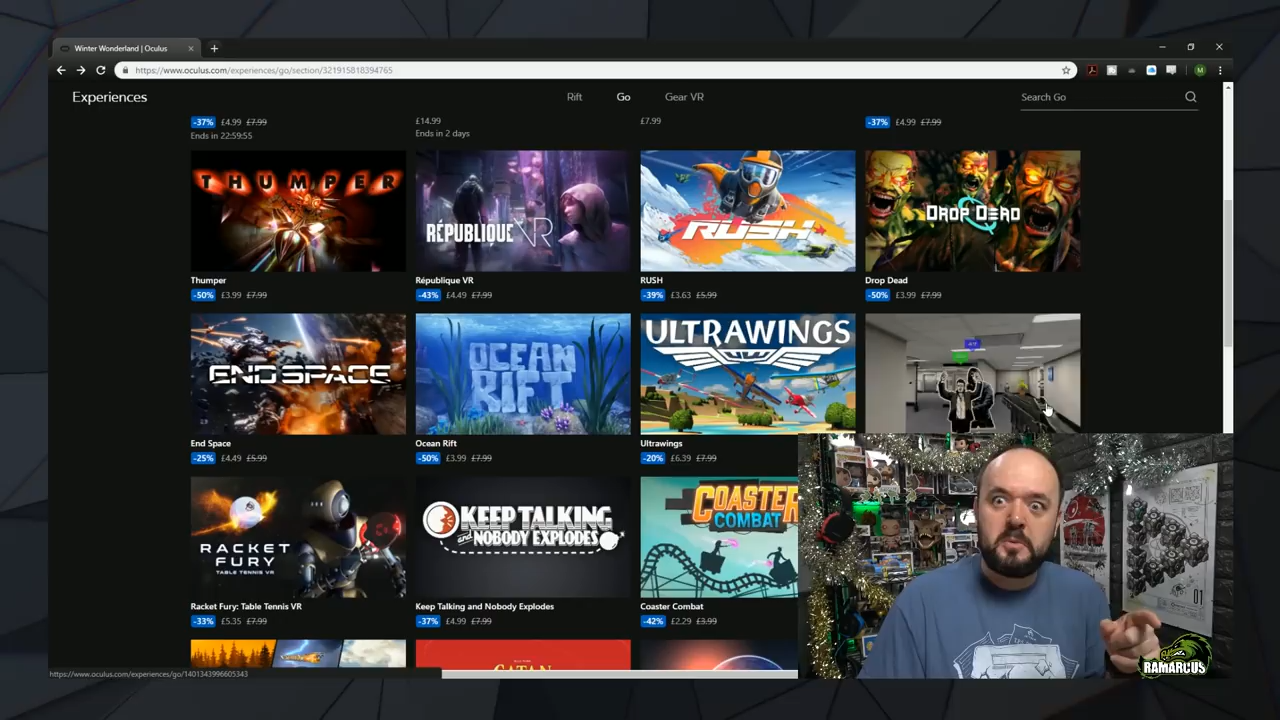 Winter Wonderland | Oculus
https://www.oculus.com/experiences/go/section/321915818394765
M
Experiences
Rift
Go
Gear VR
Search Go
-37% £4.99 £7.99
Ends in 22:59:55
£14.99
Ends in 2 days
£7.99
-37% £4.99 £7.99
THUMPER
RÉPUBLIQUE VR
RUSH
DROP DEAD
Thumper
-50% £3.99 £7.99
République VR
-43% £4.49 £7.99
RUSH
-39% £3.63 £5.99
Drop Dead
-50% £3.99 £7.99
END SPACE
OCEAN
RIFT
ULTRAWINGS
End Space
-25% £4.49 £5.99
Ocean Rift
-50% £3.99 £7.99
Ultrawings
-20% £6.39 £7.99
RACKET
FURY
TABLE TENNIS VR
KEEP TALKING
and NOBODY EXPLODES
COASTER
COMBAT
Racket Fury: Table Tennis VR
-33% £5.35 £7.99
Keep Talking and Nobody Explodes
-37% £4.99 £7.99
Coaster Combat
-42% £2.29 £3.99
CATAN
01
RAMARCUS
https://www.oculus.com/experiences/go/1401343996605343